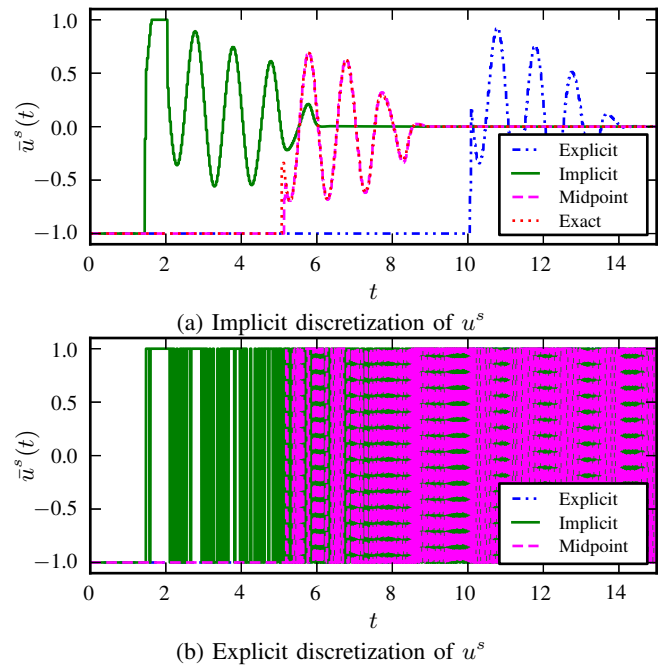 1.0
0.5
0.0
−0.5
−1.0
ū^s(t)
Explicit
Implicit
Midpoint
Exact
0 2 4 6 8 10 12 14
t
(a) Implicit discretization of u^s
1.0
0.5
0.0
−0.5
−1.0
ū^s(t)
Explicit
Implicit
Midpoint
0 2 4 6 8 10 12 14
t
(b) Explicit discretization of u^s